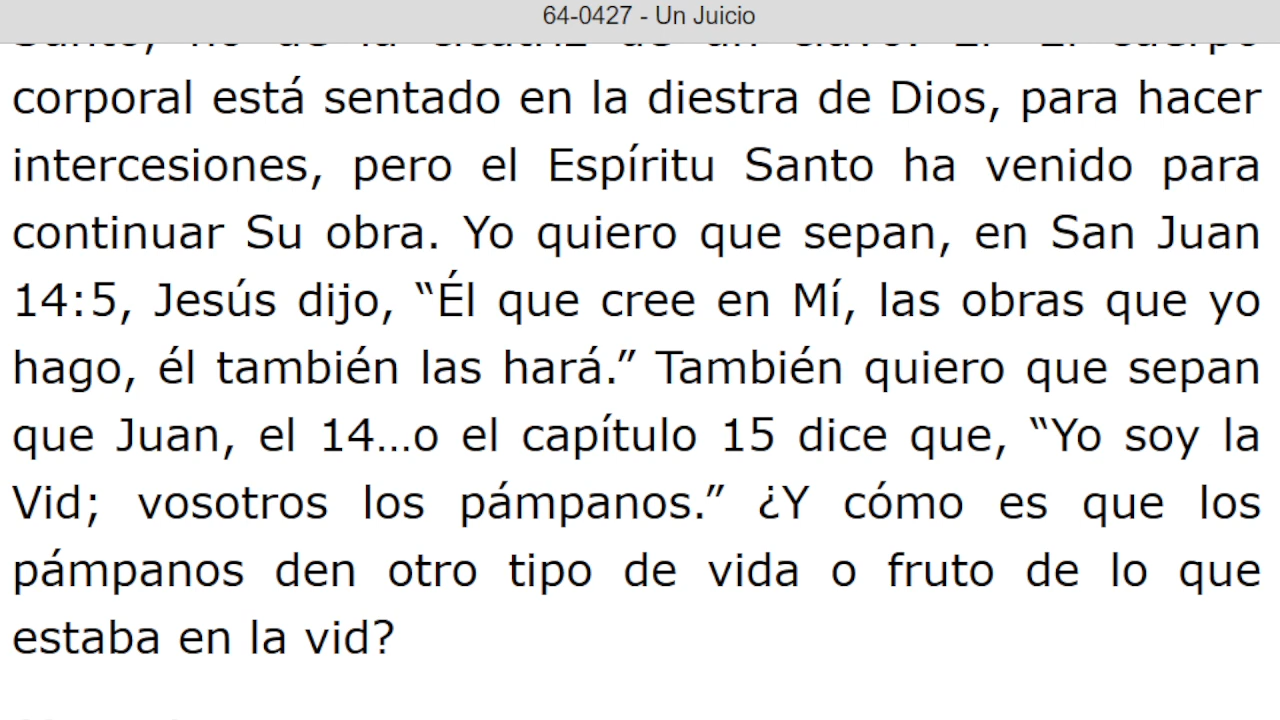 64-0427 - Un Juicio
corporal está sentado en la diestra de Dios, para hacer
intercesiones, pero el Espíritu Santo ha venido para
continuar Su obra. Yo quiero que sepan, en San Juan
14:5, Jesús dijo, “Él que cree en Mí, las obras que yo
hago, él también las hará.” También quiero que sepan
que Juan, el 14...o el capítulo 15 dice que, “Yo soy la
Vid; vosotros los pámpanos.” ¿Y cómo es que los
pámpanos den otro tipo de vida o fruto de lo que
estaba en la vid?